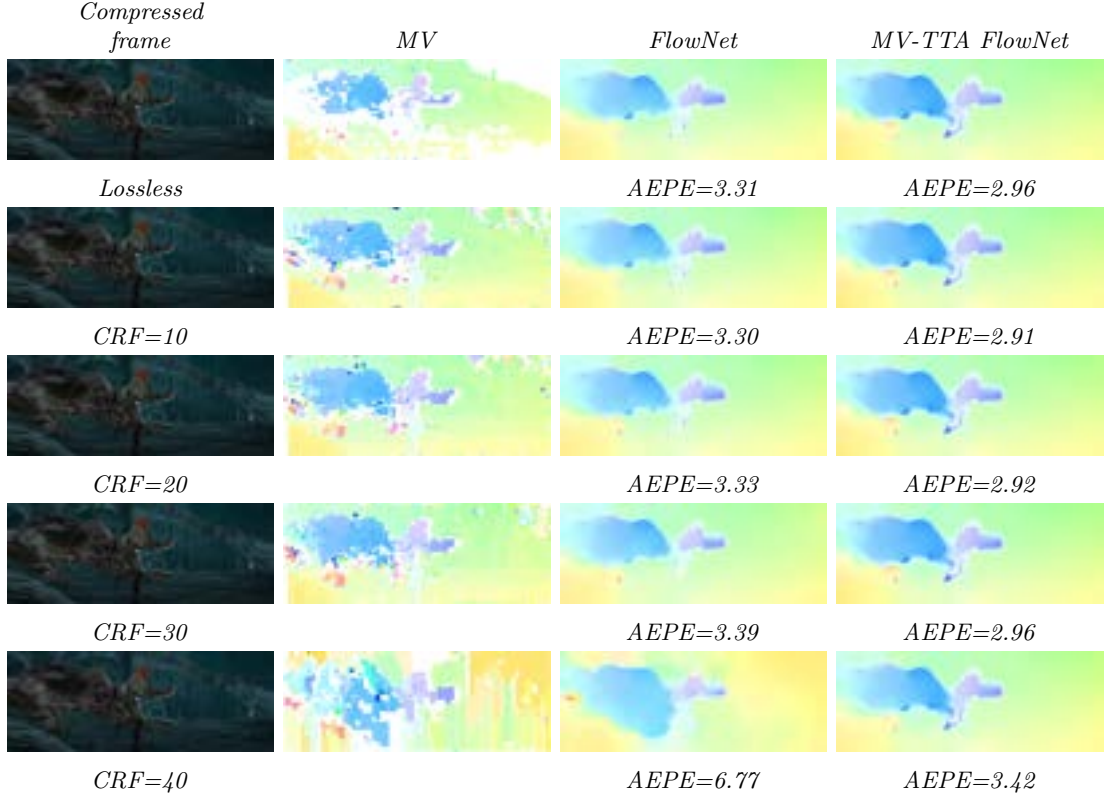 Compressed
frame MV FlowNet MV-TTA FlowNet
Lossless AEPE=3.31 AEPE=2.96
CRF=10 AEPE=3.30 AEPE=2.91
CRF=20 AEPE=3.33 AEPE=2.92
CRF=30 AEPE=3.39 AEPE=2.96
CRF=40 AEPE=6.77 AEPE=3.42